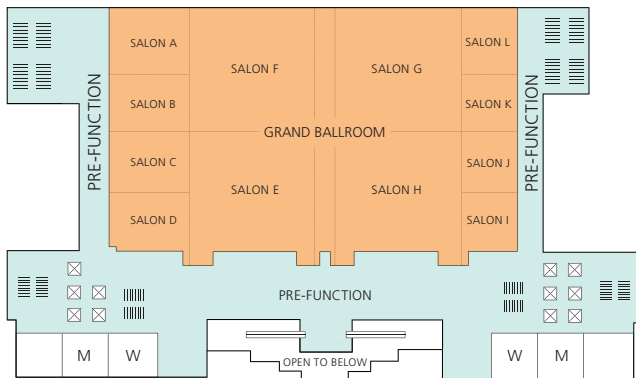 SALON A
SALON L
SALON F
SALON G
PRE-FUNCTION
PRE-FUNCTION
SALON B
SALON K
GRAND BALLROOM
SALON C
SALON J
SALON E
SALON H
SALON D
SALON I
PRE-FUNCTION
M
W
OPEN TO BELOW
W
M